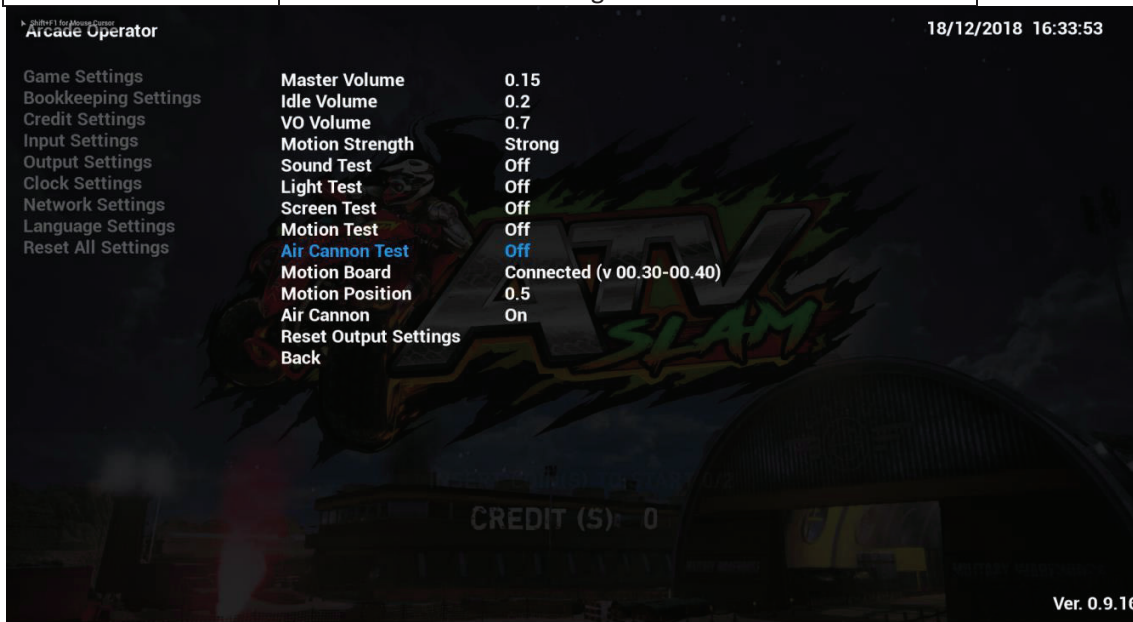 Shift+F1 for Mouse Cursor
Arcade Operator
18/12/2018 16:33:53
Game Settings
Bookkeeping Settings
Credit Settings
Input Settings
Output Settings
Clock Settings
Network Settings
Language Settings
Reset All Settings
Master Volume 0.15
Idle Volume 0.2
VO Volume 0.7
Motion Strength Strong
Sound Test Off
Light Test Off
Screen Test Off
Motion Test Off
Air Cannon Test Off
Motion Board Connected (v 00.30-00.40)
Motion Position 0.5
Air Cannon On
Reset Output Settings
Back
ATV
SLAM
CREDIT (S): 0
Ver. 0.9.16